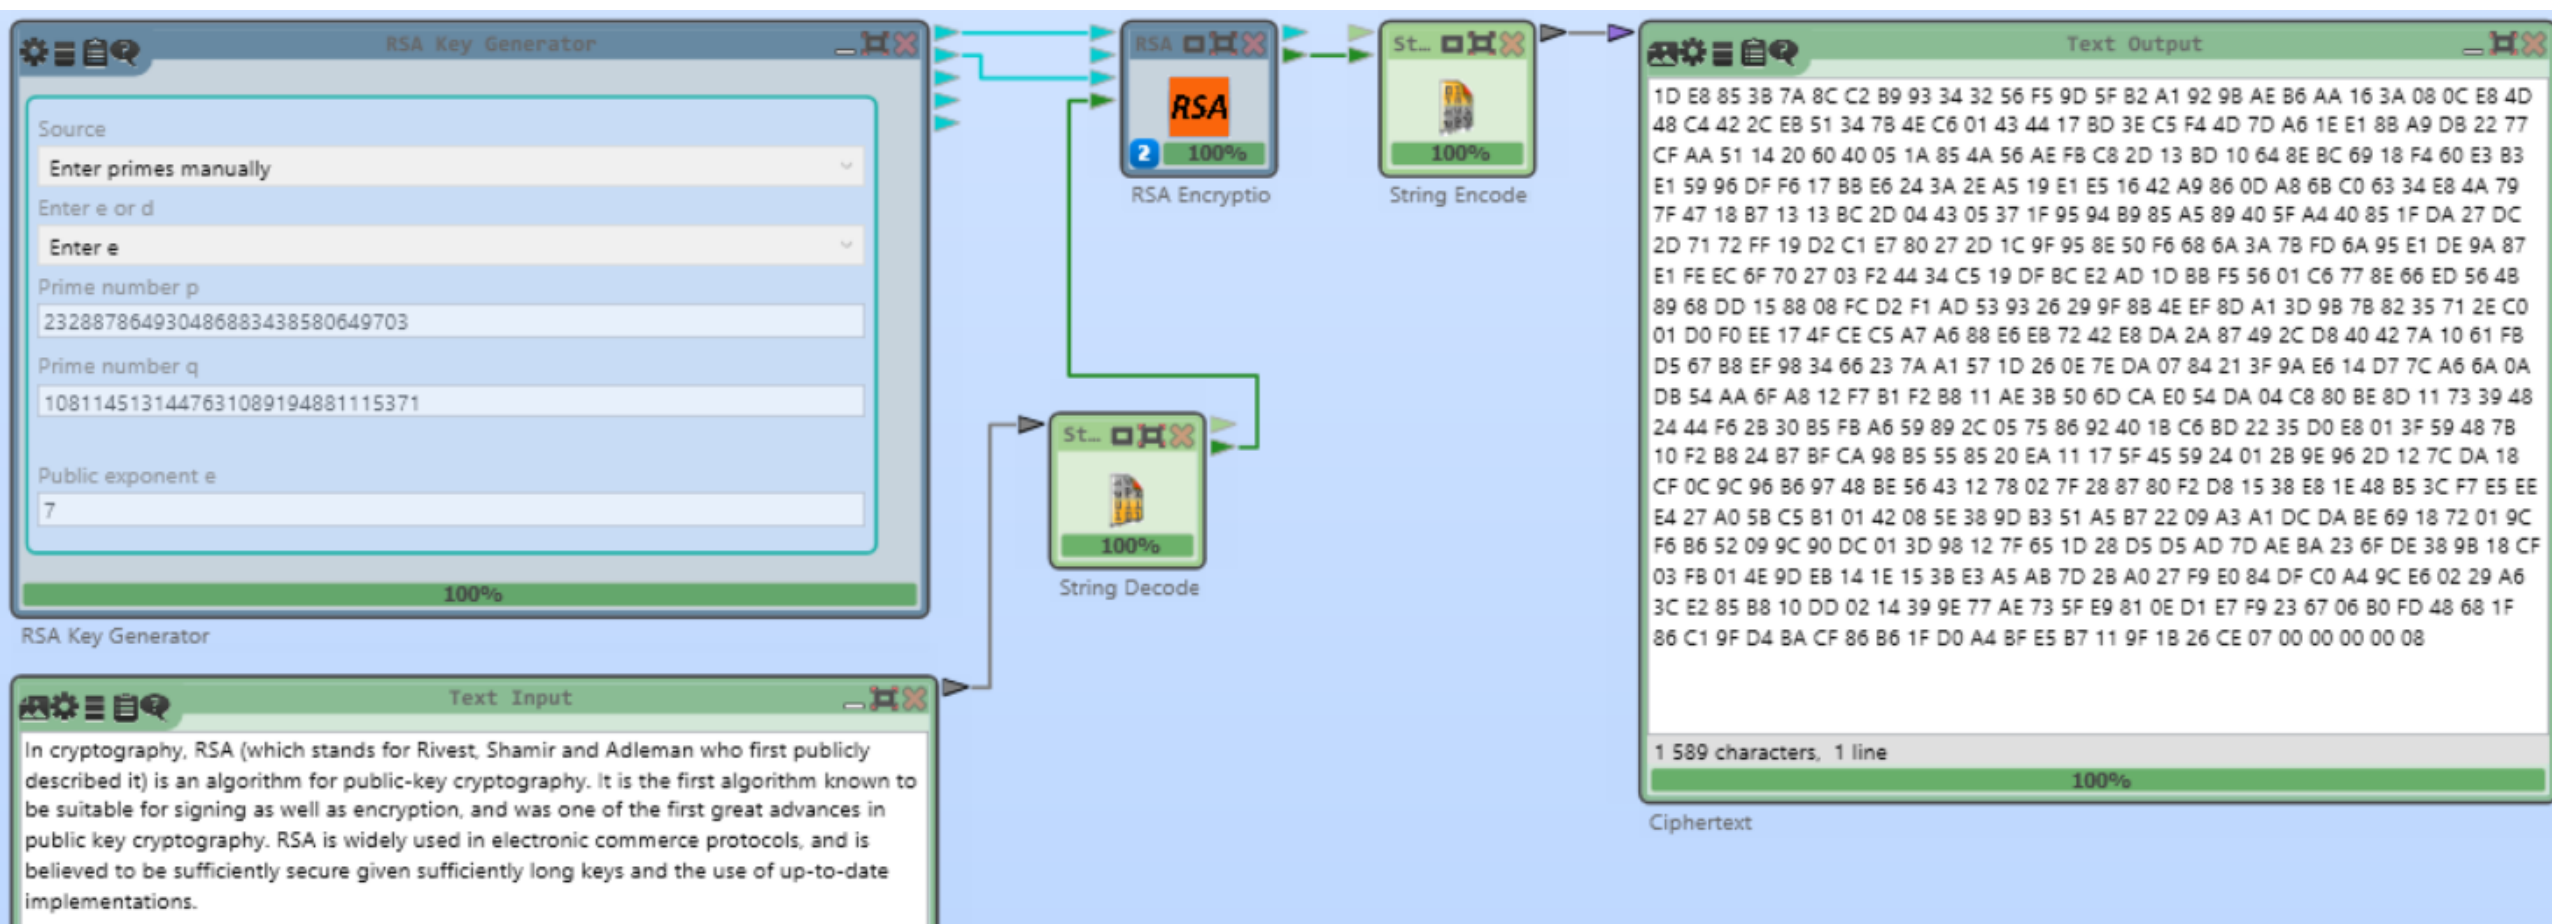 RSA Key Generator
Source
Enter primes manually
Enter e or d
Enter e
Prime number p
2328878649304868834385806497 03
Prime number q
1081145131447631089194881115371
Public exponent e
7
100%
RSA Key Generator
RSA
RSA
2
100%
RSA Encryptio
St...
100%
String Encode
St...
100%
String Decode
Text Input
In cryptography, RSA (which stands for Rivest, Shamir and Adleman who first publicly
described it) is an algorithm for public-key cryptography. It is the first algorithm known to
be suitable for signing as well as encryption, and was one of the first great advances in
public key cryptography. RSA is widely used in electronic commerce protocols, and is
believed to be sufficiently secure given sufficiently long keys and the use of up-to-date
implementations.
Text Output
1D E8 85 3B 7A 8C C2 B9 93 34 32 56 F5 9D 5F B2 A1 92 9B AE B6 AA 16 3A 08 0C E8 4D
48 C4 42 2C EB 51 34 7B 4E C6 01 43 44 17 BD 3E C5 F4 4D 7D A6 1E E1 8B A9 DB 22 77
CF AA 51 14 20 60 40 05 1A 85 4A 56 AE FB C8 2D 13 BD 10 64 8E BC 69 18 F4 60 E3 B3
E1 59 96 DF F6 17 BB E6 24 3A 2E A5 19 E1 E5 16 42 A9 86 0D A8 6B C0 63 34 E8 4A 79
7F 47 18 B7 13 13 BC 2D 04 43 05 37 1F 95 94 B9 85 A5 89 40 5F A4 40 85 1F DA 27 DC
2D 71 72 FF 19 D2 C1 E7 80 27 2D 1C 9F 95 8E 50 F6 68 6A 3A 7B FD 6A 95 E1 DE 9A 87
E1 FE EC 6F 70 27 03 F2 44 34 C5 19 DF BC E2 AD 1D BB F5 56 01 C6 77 8E 66 ED 56 4B
89 68 DD 15 88 08 FC D2 F1 AD 53 93 26 29 9F 8B 4E EF 8D A1 3D 9B 7B 82 35 71 2E C0
01 D0 F0 EE 17 4F CE C5 A7 A6 88 E6 EB 72 42 E8 DA 2A 87 49 2C D8 40 42 7A 10 61 FB
D5 67 B8 EF 98 34 66 23 7A A1 57 1D 26 0E 7E DA 07 84 21 3F 9A E6 14 D7 7C A6 6A 0A
DB 54 AA 6F A8 12 F7 B1 F2 B8 11 AE 3B 50 6D CA E0 54 DA 04 C8 80 BE 8D 11 73 39 48
24 44 F6 2B 30 B5 FB A6 59 89 2C 05 75 86 92 40 1B C6 BD 22 35 D0 E8 01 3F 59 48 7B
10 F2 B8 24 B7 BF CA 98 B5 55 85 20 EA 11 17 5F 45 59 24 01 2B 9E 96 2D 12 7C DA 18
CF 0C 9C 96 B6 97 48 BE 56 43 12 78 02 7F 28 87 80 F2 D8 15 38 E8 1E 48 B5 3C F7 E5 EE
E4 27 A0 5B C5 B1 01 42 08 5E 38 9D B3 51 A5 B7 22 09 A3 A1 DC DA BE 69 18 72 01 9C
F6 B6 52 09 9C 90 DC 01 3D 98 12 7F 65 1D 28 D5 D5 AD 7D AE BA 23 6F DE 38 9B 18 CF
03 FB 01 4E 9D EB 14 1E 15 3B E3 A5 AB 7D 2B A0 27 F9 E0 84 DF C0 A4 9C E6 02 29 A6
3C E2 85 B8 10 DD 02 14 39 9E 77 AE 73 5F E9 81 0E D1 E7 F9 23 67 06 B0 FD 48 68 1F
86 C1 9F D4 BA CF 86 B6 1F D0 A4 BF E5 B7 11 9F 1B 26 CE 07 00 00 00 00 08
1 589 characters, 1 line
100%
Ciphertext